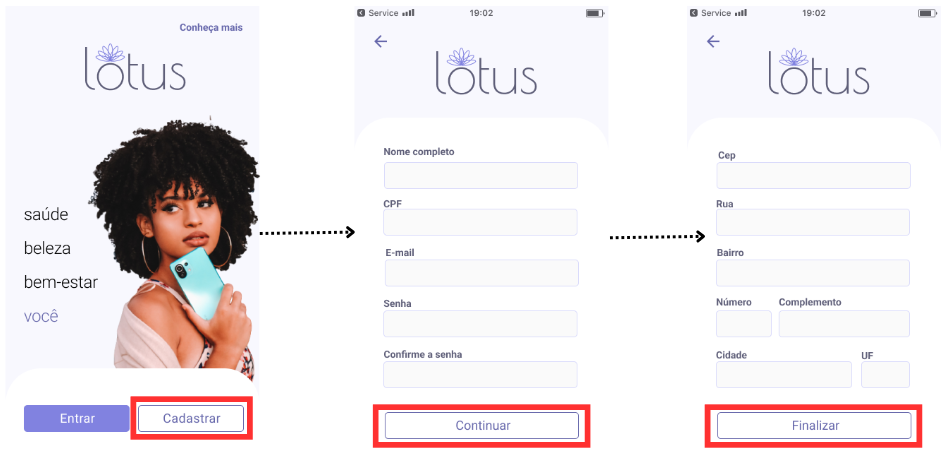 Conheça mais
lotus
saúde
beleza
bem-estar
você
Entrar
Cadastrar
Service
19:02
lotus
Nome completo
CPF
E-mail
Senha
Confirme a senha
Continuar
Service
19:02
lotus
Cep
Rua
Bairro
Número Complemento
Cidade UF
Finalizar